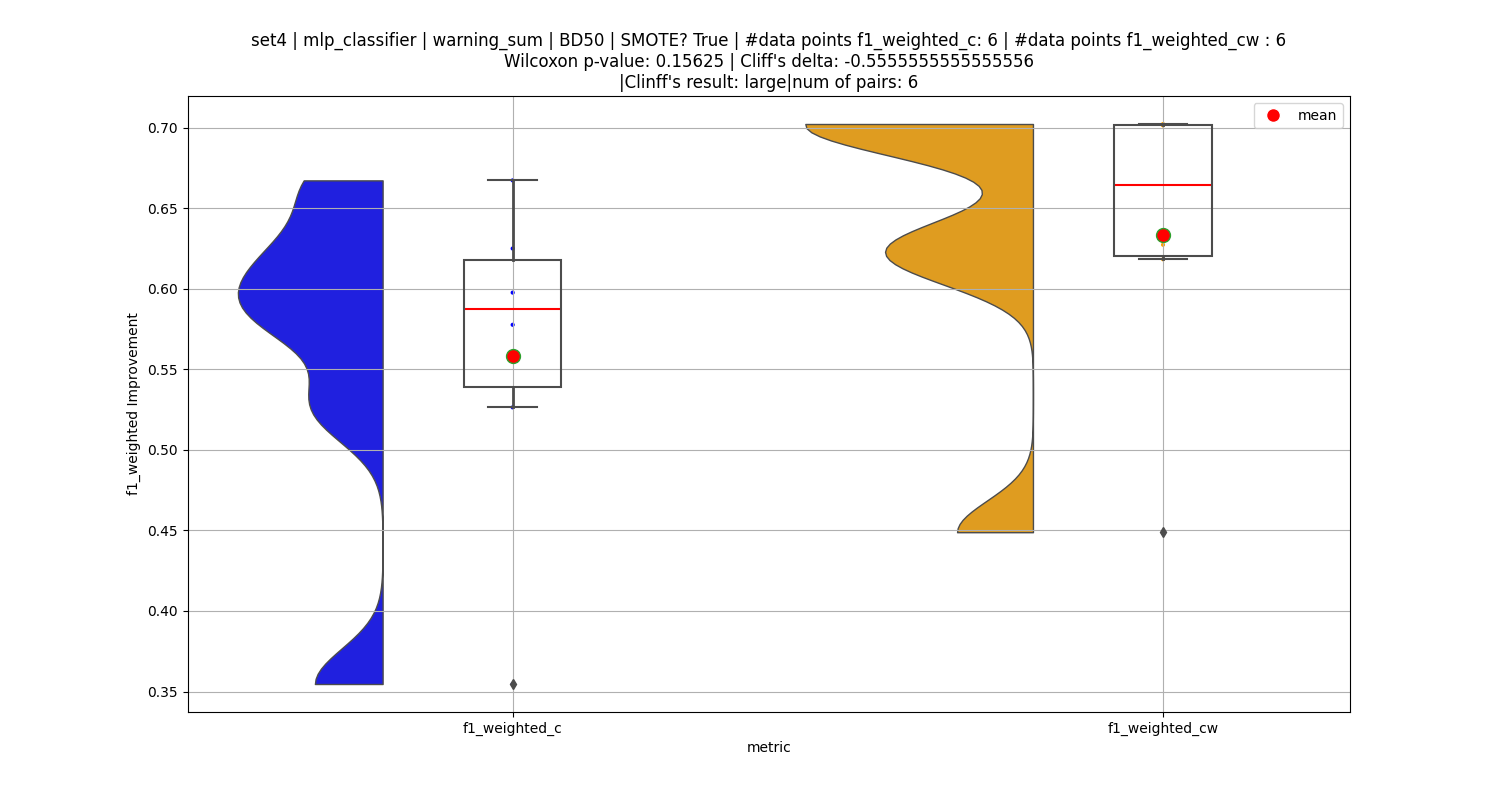 set4 | mlp_classifier | warning_sum | BD50 | SMOTE? True | #data points f1_weighted_c: 6 | #data points f1_weighted_cw : 6
Wilcoxon p-value: 0.15625 | Cliff's delta: -0.5555555555555556
|Clinff's result: large|num of pairs: 6
mean
0.70
0.65
0.60
0.55
0.50
0.45
0.40
0.35
f1_weighted Improvement
f1_weighted_c
f1_weighted_cw
metric